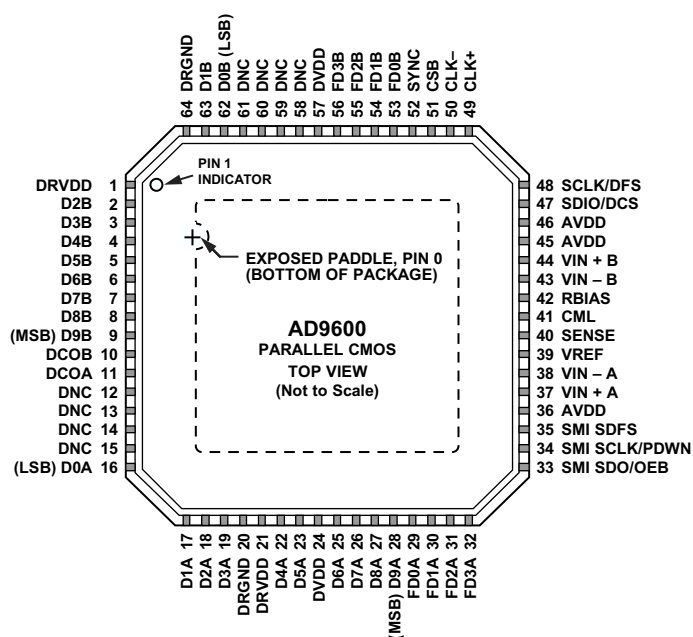 64 DRGND
63 D1B
62 D0B (LSB)
61 DNC
60 DNC
59 DNC
58 DNC
57 DVDD
56 FD3B
55 FD2B
54 FD1B
53 FD0B
52 SYNC
51 CSB
50 CLK–
49 CLK+
PIN 1
INDICATOR
DRVDD 1
D2B 2
D3B 3
D4B 4
D5B 5
D6B 6
D7B 7
D8B 8
(MSB) D9B 9
DCOB 10
DCOA 11
DNC 12
DNC 13
DNC 14
DNC 15
(LSB) D0A 16
EXPOSED PADDLE, PIN 0
(BOTTOM OF PACKAGE)
AD9600
PARALLEL CMOS
TOP VIEW
(Not to Scale)
48 SCLK/DFS
47 SDIO/DCS
46 AVDD
45 AVDD
44 VIN + B
43 VIN – B
42 RBIAS
41 CML
40 SENSE
39 VREF
38 VIN – A
37 VIN + A
36 AVDD
35 SMI SDFS
34 SMI SCLK/PDWN
33 SMI SDO/OEB
D1A 17
D2A 18
D3A 19
DRGND 20
DRVDD 21
D4A 22
D5A 23
DVDD 24
D6A 25
D7A 26
D8A 27
(MSB) D9A 28
FD0A 29
FD1A 30
FD2A 31
FD3A 32